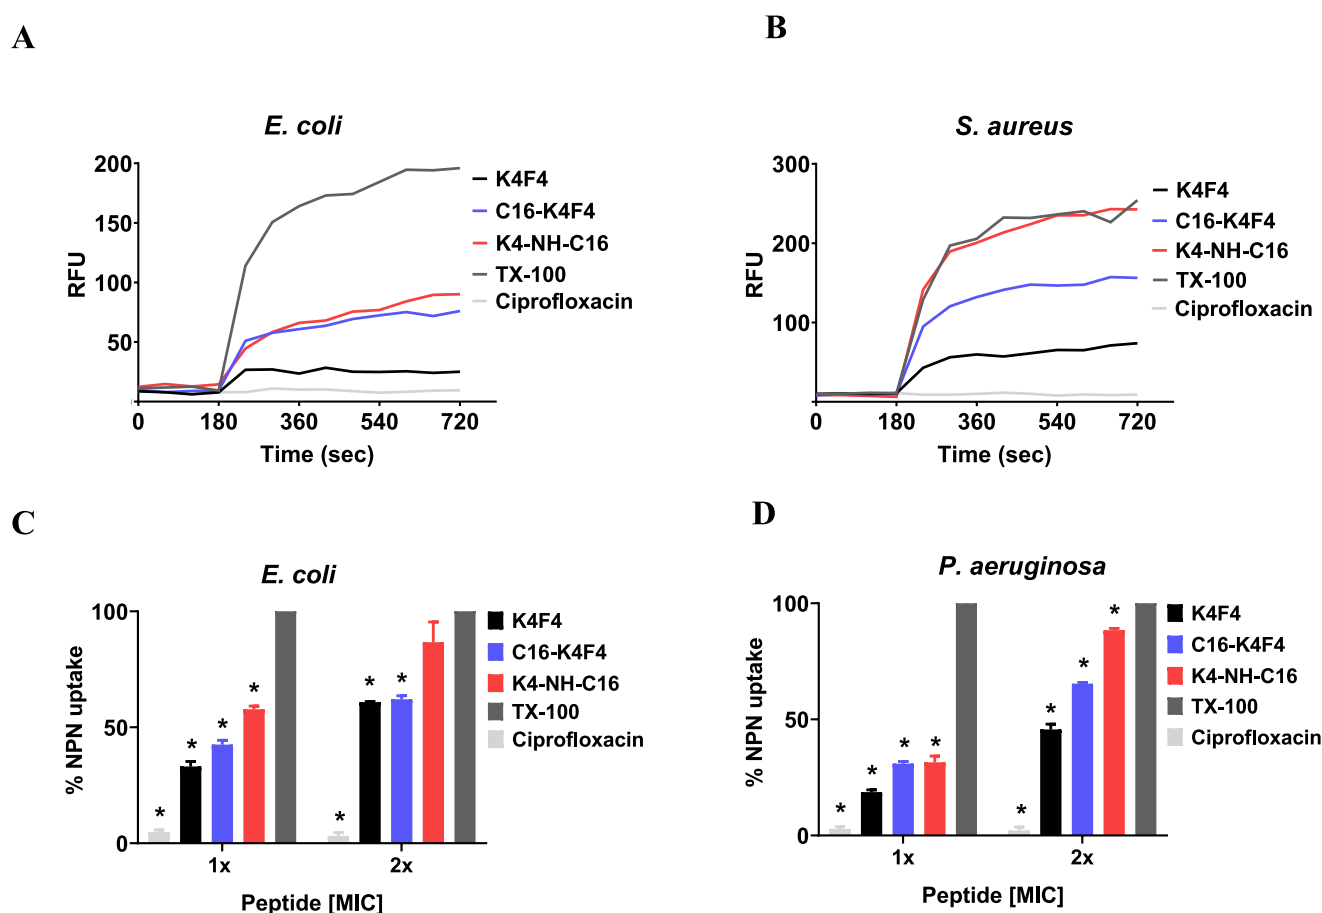 A
B
E. coli
S. aureus
RFU
200
150
100
50
0
180
360
540
720
Time (sec)
K4F4
C16-K4F4
K4-NH-C16
TX-100
Ciprofloxacin
RFU
300
200
100
0
180
360
540
720
Time (sec)
K4F4
C16-K4F4
K4-NH-C16
TX-100
Ciprofloxacin
C
D
E. coli
P. aeruginosa
% NPN uptake
100
50
0
* * * *
* * *
1x
2x
Peptide [MIC]
K4F4
C16-K4F4
K4-NH-C16
TX-100
Ciprofloxacin
% NPN uptake
100
50
0
* * * *
* * * *
1x
2x
Peptide [MIC]
K4F4
C16-K4F4
K4-NH-C16
TX-100
Ciprofloxacin